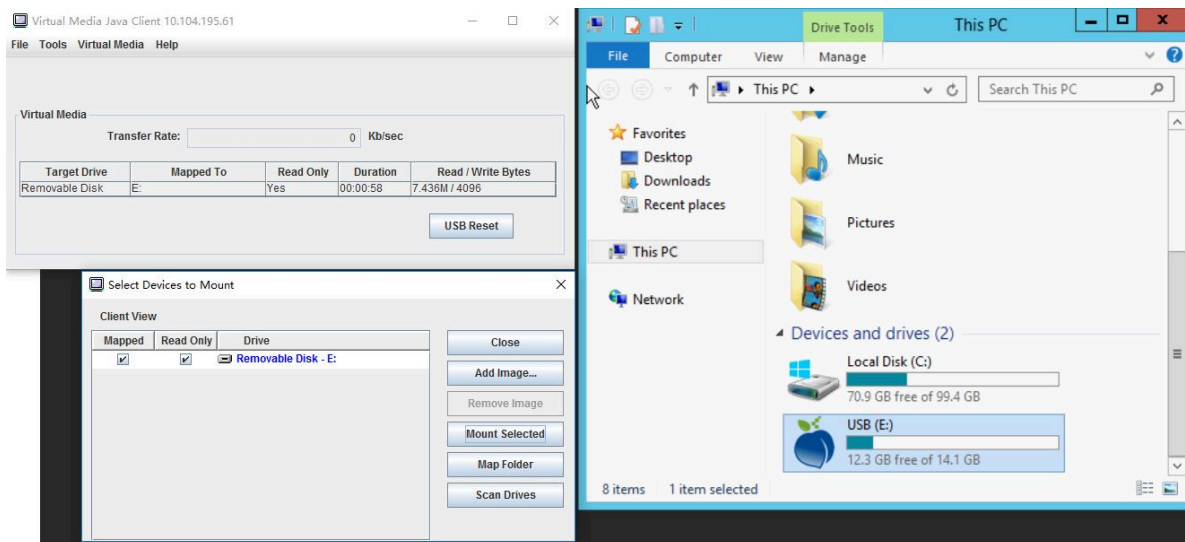 Virtual Media Java Client 10.104.195.61
File Tools Virtual Media Help
Virtual Media
Transfer Rate: 0 Kb/sec
Target Drive Mapped To Read Only Duration Read / Write Bytes
Removable Disk E: Yes 00:00:58 7.436M / 4096
USB Reset
Select Devices to Mount
Client View
Mapped Read Only Drive
Removable Disk - E:
Close
Add Image...
Remove Image
Mount Selected
Map Folder
Scan Drives
Drive Tools This PC
File Computer View Manage
This PC Search This PC
Favorites
Desktop
Downloads
Recent places
This PC
Network
Music
Pictures
Videos
Devices and drives (2)
Local Disk (C:)
70.9 GB free of 99.4 GB
USB (E:)
12.3 GB free of 14.1 GB
8 items 1 item selected